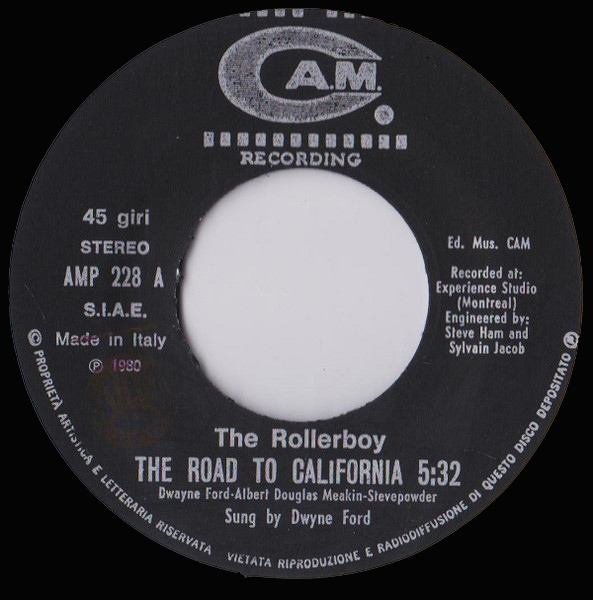 CAM.
RECORDING
45 giri
STEREO
AMP 228 A
S.I.A.E.
Made in Italy
℗ 1980
Ed. Mus. CAM
Recorded at:
Experience Studio
(Montreal)
Engineered by:
Steve Ham and
Sylvain Jacob
The Rollerboy
THE ROAD TO CALIFORNIA 5:32
Dwayne Ford-Albert Douglas Meakin-Stevepowder
Sung by Dwyne Ford
© PROPRIETÀ ARTISTICA E LETTERARIA RISERVATA VIETATA RIPRODUZIONE E RADIODIFFUSIONE DI QUESTO DISCO DEPOSITATO ℗